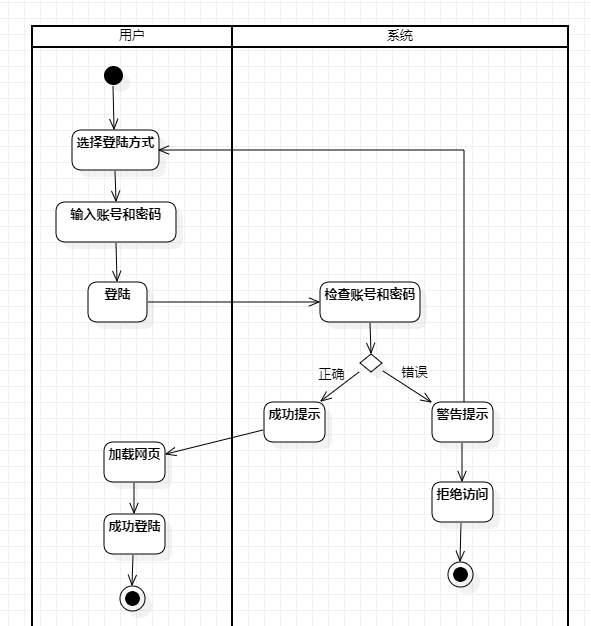 用户
系统
选择登陆方式
输入账号和密码
登陆
检查账号和密码
正确
错误
成功提示
警告提示
加载网页
拒绝访问
成功登陆